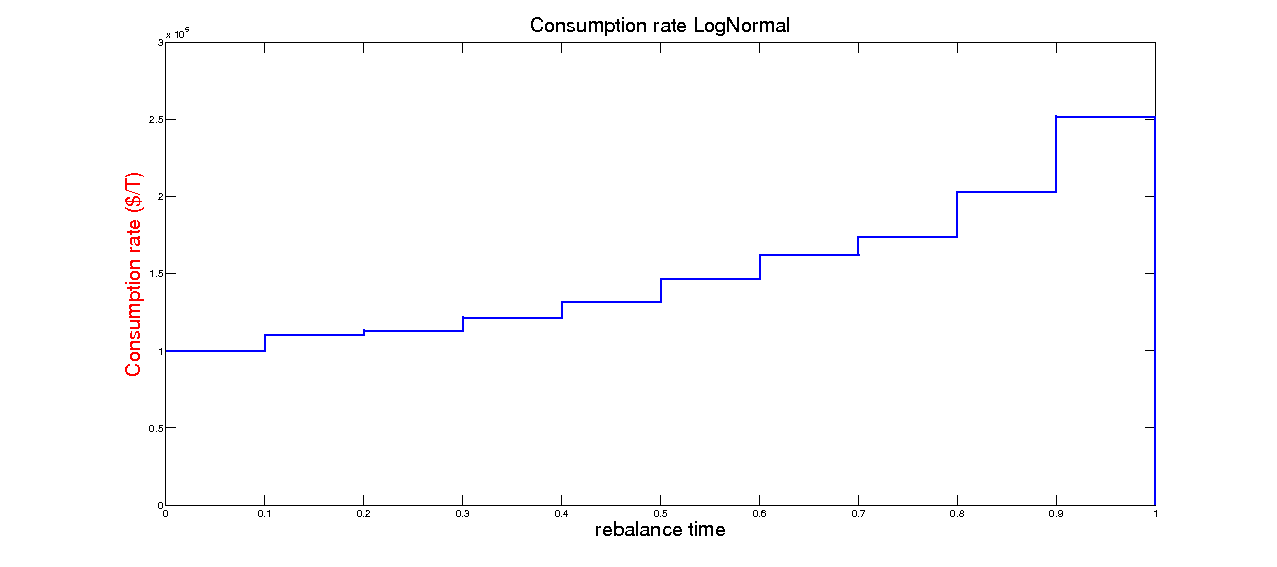 Consumption rate LogNormal
x 10^5
3
2.5
2
1.5
1
0.5
0
Consumption rate ($/T)
0 0.1 0.2 0.3 0.4 0.5 0.6 0.7 0.8 0.9 1
rebalance time